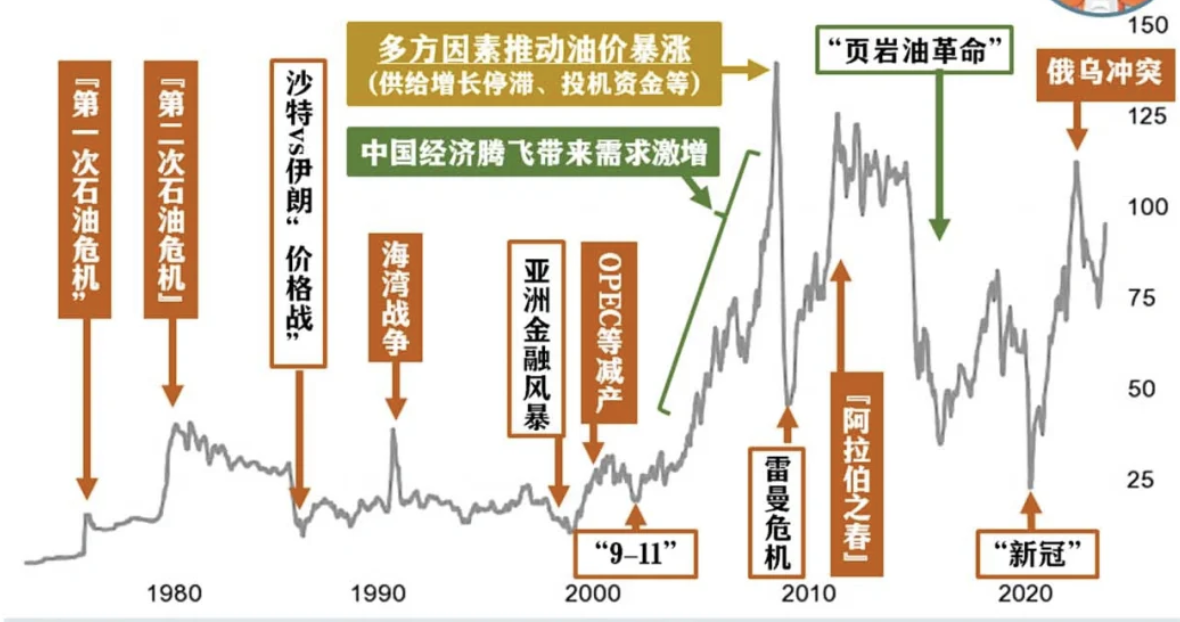 150
多方因素推动油价暴涨
(供给增长停滞、投机资金等)
“页岩油革命”
俄乌冲突
『第一次石油危机”
『第二次石油危机』
沙特vs伊朗“价格战”
125
中国经济腾飞带来需求激增
100
海湾战争
亚洲金融风暴
OPEC等减产
75
50
『阿拉伯之春』
雷曼危机
25
“9–11”
“新冠”
1980
1990
2000
2010
2020